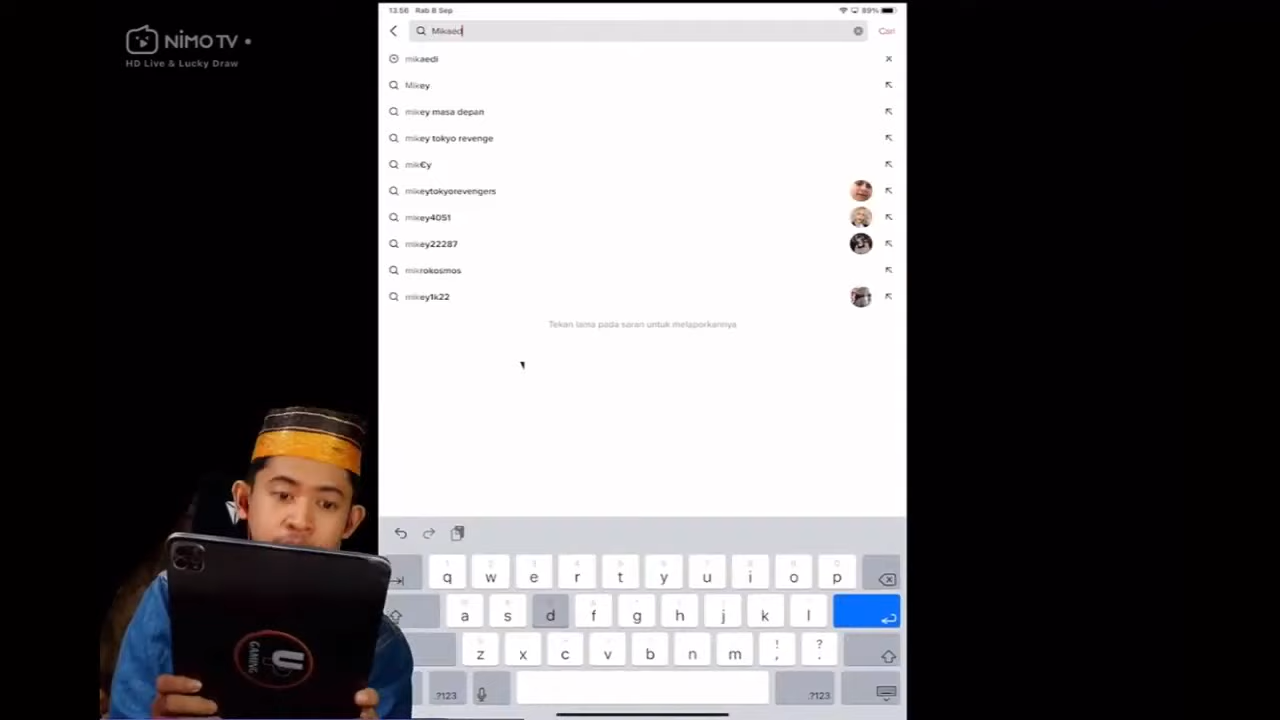 NIMO TV
HD Live & Lucky Draw
13.56 Rab 8 Sep
89%
Mikaed
Cari
mikaedi
Mikey
mikey masa depan
mikey tokyo revenge
mik€y
mikeytokyorevengers
mikey4051
mikey22287
mikrokosmos
mikey1k22
Tekan lama pada saran untuk melaporkannya
q w e r t y u i o p
a s d f g h j k l
z x c v b n m ! , ? .
.?123 .?123
U
GAMING